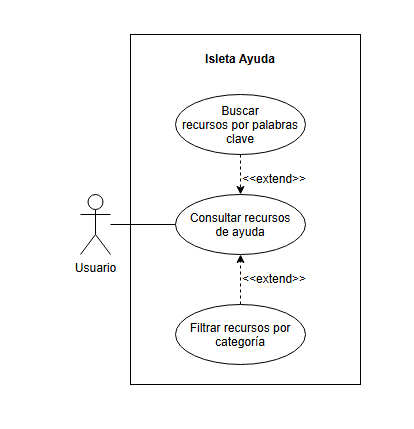 Isleta Ayuda
Buscar
recursos por palabras
clave
<<extend>>
Consultar recursos
de ayuda
Usuario
<<extend>>
Filtrar recursos por
categoría